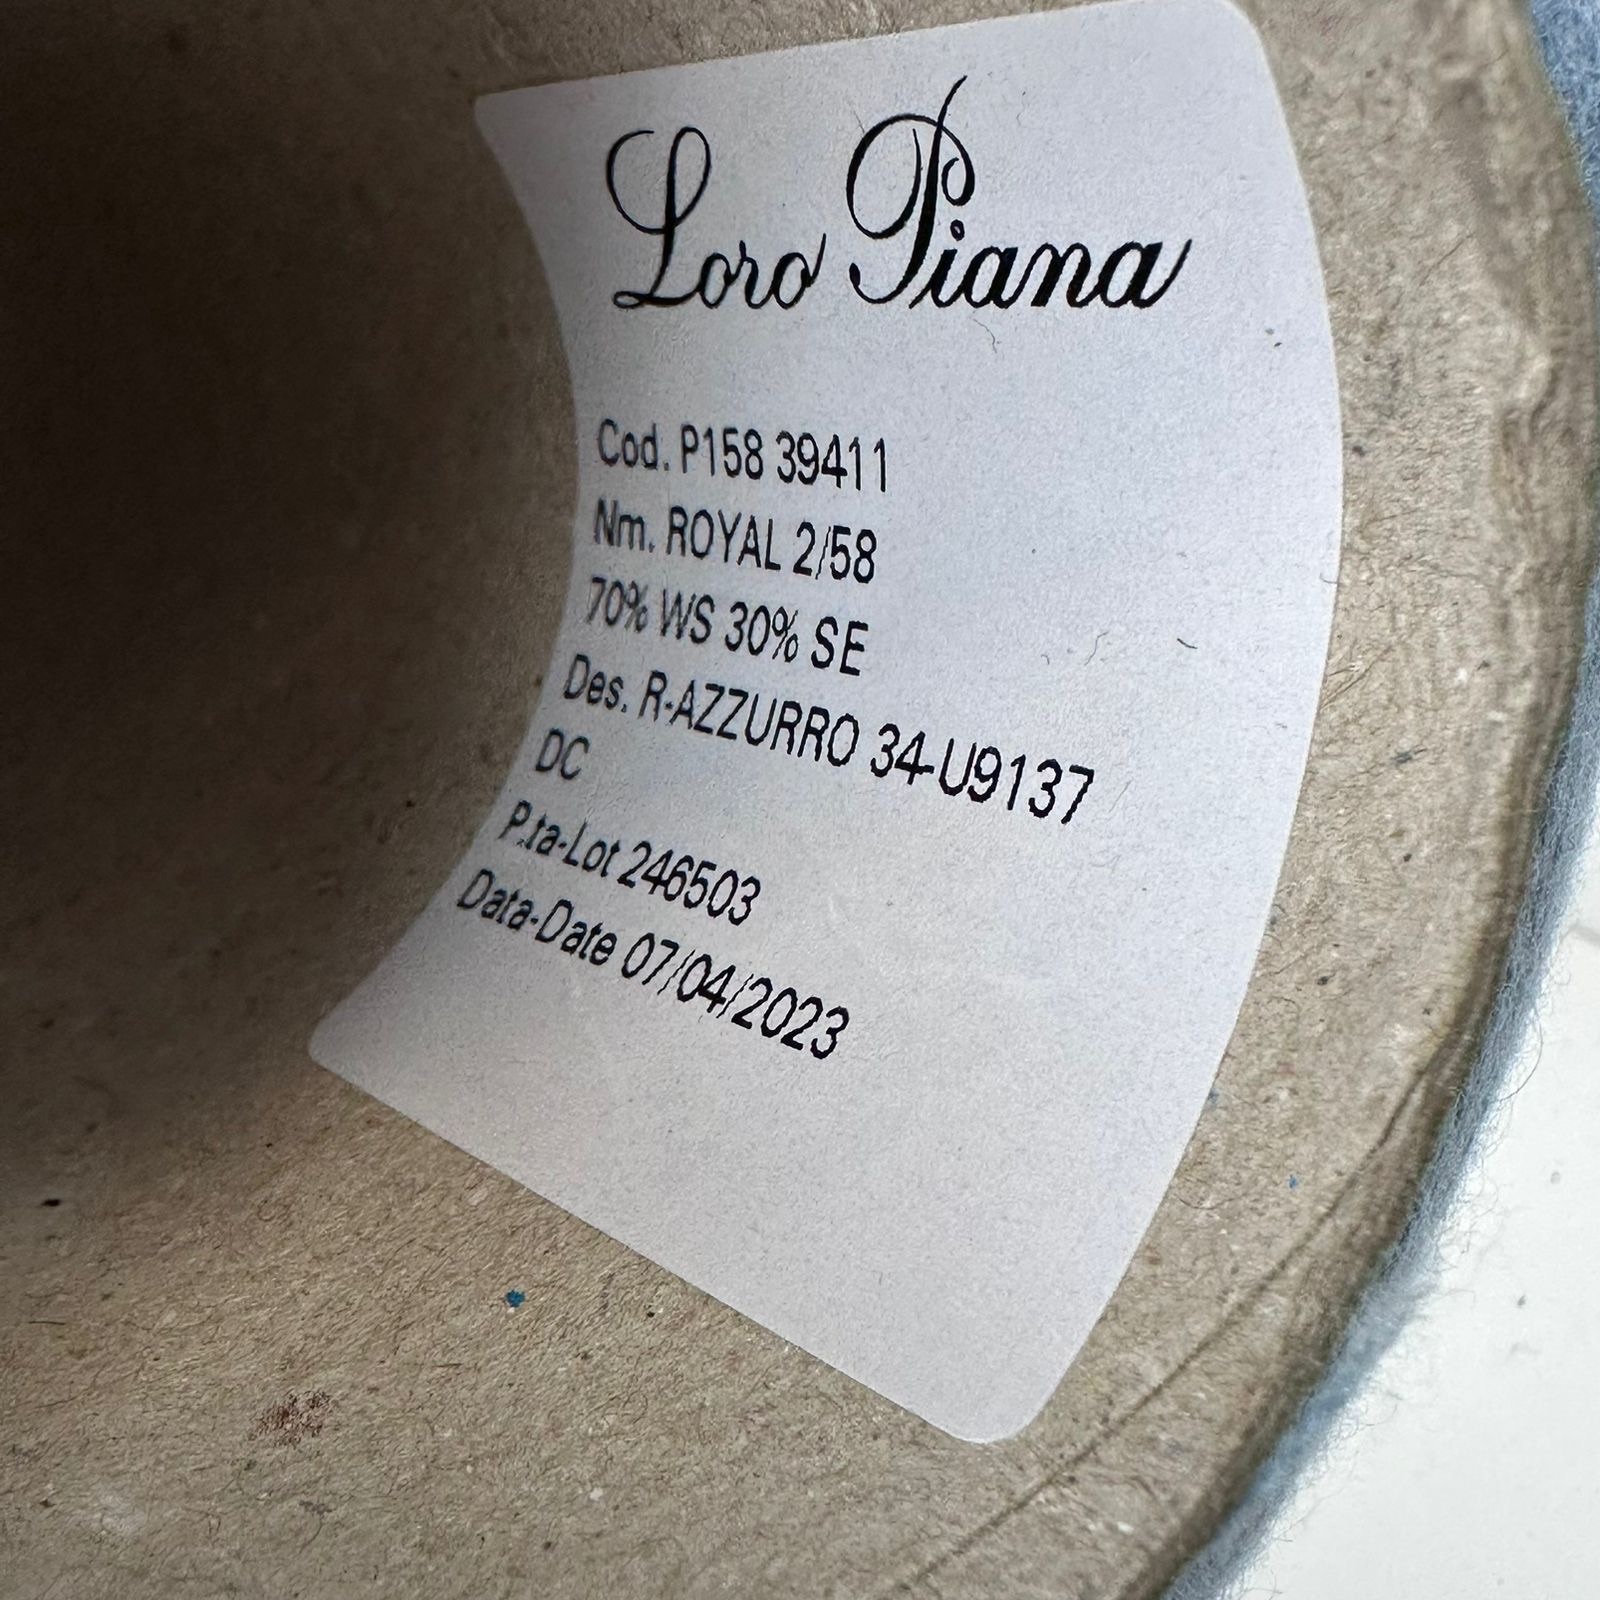 Loro Piana
Cod. P158 39411
Nm. ROYAL 2/58
70% WS 30% SE
Des. R-AZZURRO 34-U9137
DC
P.ta-Lot 246503
Data-Date 07/04/2023